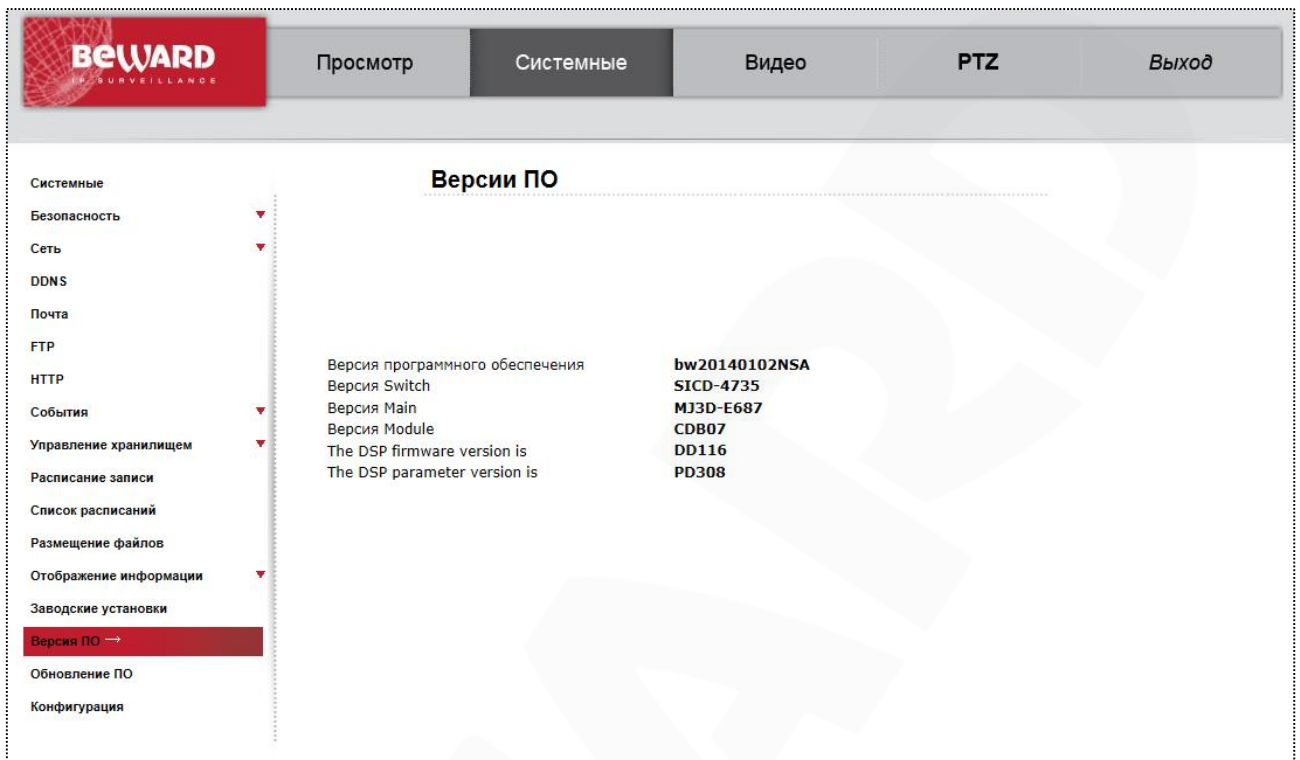 BEWARD
IP SURVEILLANCE
Просмотр Системные Видео PTZ Выход
Системные
Безопасность
Сеть
DDNS
Почта
FTP
HTTP
События
Управление хранилищем
Расписание записи
Список расписаний
Размещение файлов
Отображение информации
Заводские установки
Версия ПО →
Обновление ПО
Конфигурация
Версии ПО
Версия программного обеспечения bw20140102NSA
Версия Switch SICD-4735
Версия Main MJ3D-E687
Версия Module CDB07
The DSP firmware version is DD116
The DSP parameter version is PD308